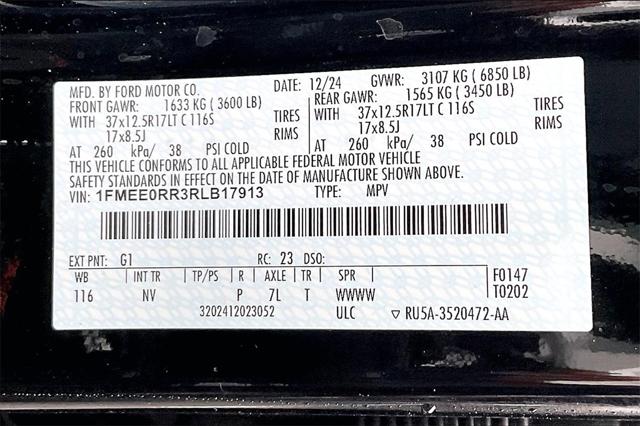 MFD. BY FORD MOTOR CO. DATE: 12/24 GVWR: 3107 KG ( 6850 LB)
FRONT GAWR: 1633 KG ( 3600 LB) REAR GAWR: 1565 KG ( 3450 LB)
WITH 37x12.5R17LT C 116S TIRES WITH 37x12.5R17LT C 116S TIRES
17x8.5J RIMS 17x8.5J RIMS
AT 260 kPa/ 38 PSI COLD AT 260 kPa/ 38 PSI COLD
THIS VEHICLE CONFORMS TO ALL APPLICABLE FEDERAL MOTOR VEHICLE
SAFETY STANDARDS IN EFFECT ON THE DATE OF MANUFACTURE SHOWN ABOVE.
VIN: 1FMEE0RR3RLB17913 TYPE: MPV
EXT PNT: G1 RC: 23 DSO:
WB INT TR TP/PS R AXLE TR SPR F0147
116 NV P 7L T WWWW T0202
3202412023052 ULC ▽ RU5A-3520472-AA